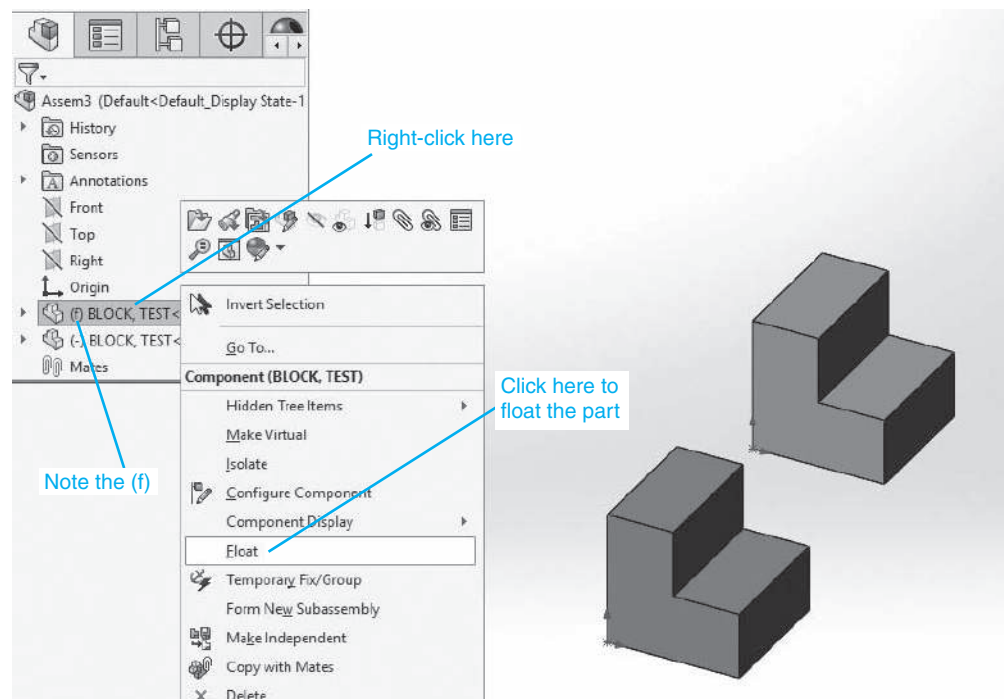 Assem3 (Default<Default_Display State-1
Right-click here
History
Sensors
Annotations
Front
Top
Right
Origin
(f) BLOCK, TEST<
(-) BLOCK, TEST<
Mates
Note the (f)
Invert Selection
Go To...
Component (BLOCK, TEST)
Hidden Tree Items
Make Virtual
Isolate
Configure Component
Component Display
Float
Temporary Fix/Group
Form New Subassembly
Make Independent
Copy with Mates
Delete
Click here to
float the part